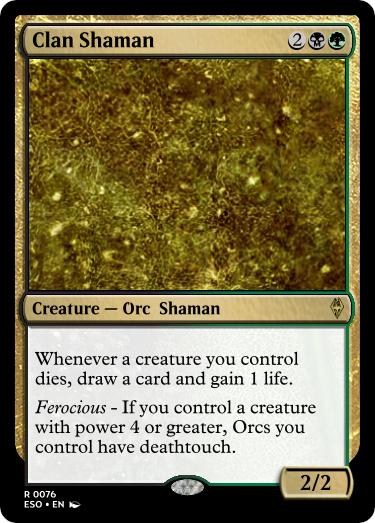 Clan Shaman 2
Creature — Orc Shaman
Whenever a creature you control
dies, draw a card and gain 1 life.
Ferocious - If you control a creature
with power 4 or greater, Orcs you
control have deathtouch.
2/2
R 0076
ESO • EN